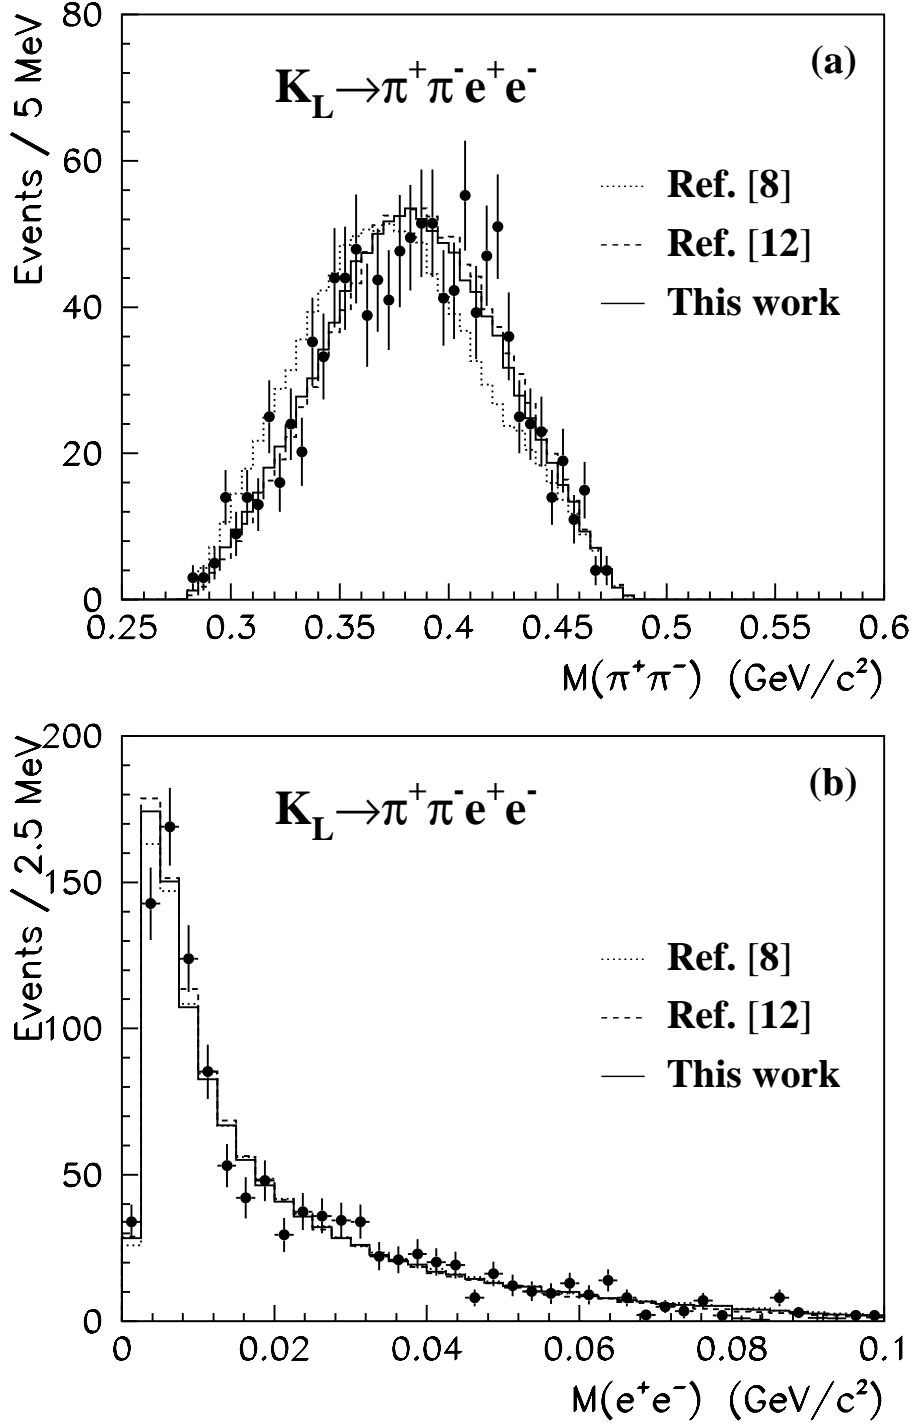 80
(a)
K_L→π⁺π⁻e⁺e⁻
Events / 5 MeV
60
Ref. [8]
Ref. [12]
This work
40
20
0
0.25 0.3 0.35 0.4 0.45 0.5 0.55 0.6
M(π⁺π⁻) (GeV/c²)
200
(b)
K_L→π⁺π⁻e⁺e⁻
Events / 2.5 MeV
150
Ref. [8]
Ref. [12]
This work
100
50
0
0 0.02 0.04 0.06 0.08 0.1
M(e⁺e⁻) (GeV/c²)